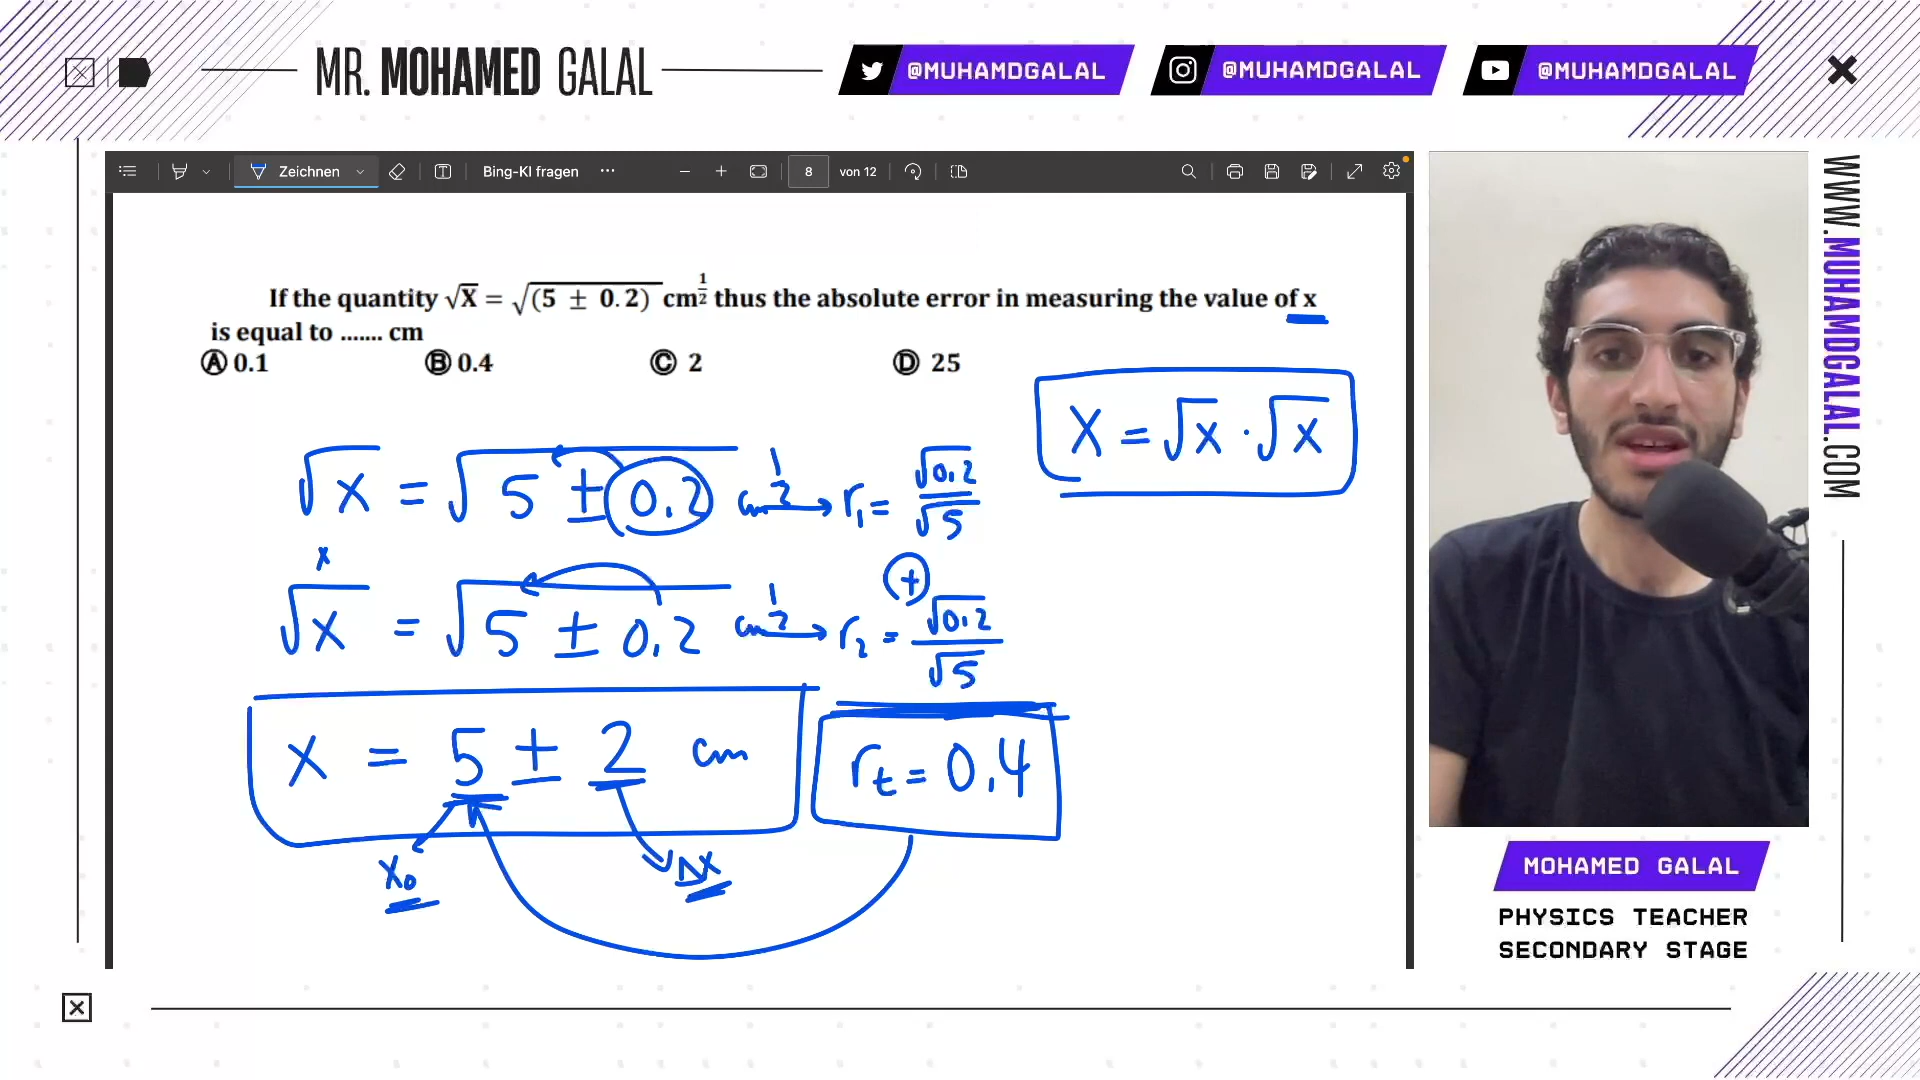 MR. MOHAMED GALAL
@MUHAMDGALAL
@MUHAMDGALAL
@MUHAMDGALAL
WWW.MUHAMDGALAL.COM
Zeichnen
Bing-KI fragen
8
von 12
If the quantity √X = √(5 ± 0.2) cm^1/2 thus the absolute error in measuring the value of x
is equal to ....... cm
Ⓐ 0.1 Ⓑ 0.4 Ⓒ 2 Ⓓ 25
X = √x · √x
√x = √5 ± 0.2 cm^1/2 → r₁ = √0.2/√5
x
+
√x = √5 ± 0.2 cm^1/2 → r₂ = √0.2/√5
x = 5 ± 2 cm
r_t = 0.4
x₀
Δx
MOHAMED GALAL
PHYSICS TEACHER
SECONDARY STAGE